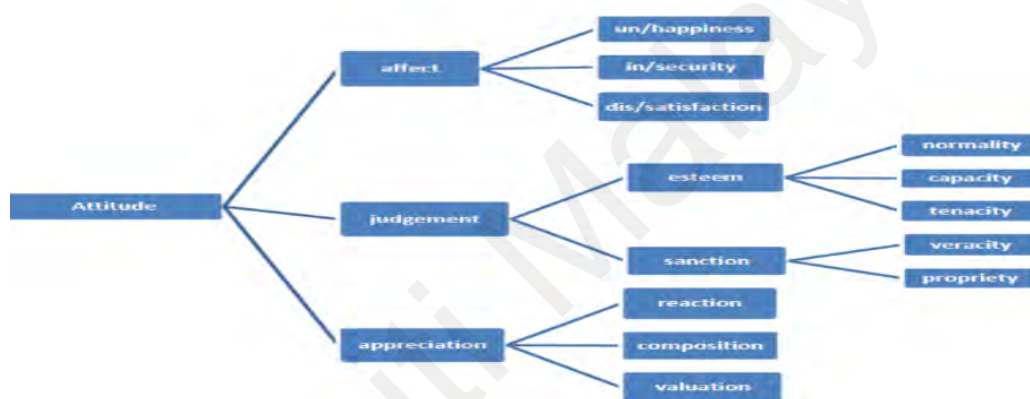 Attitude
affect
un/happiness
in/security
dis/satisfaction
judgement
esteem
normality
capacity
tenacity
sanction
veracity
propriety
appreciation
reaction
composition
valuation